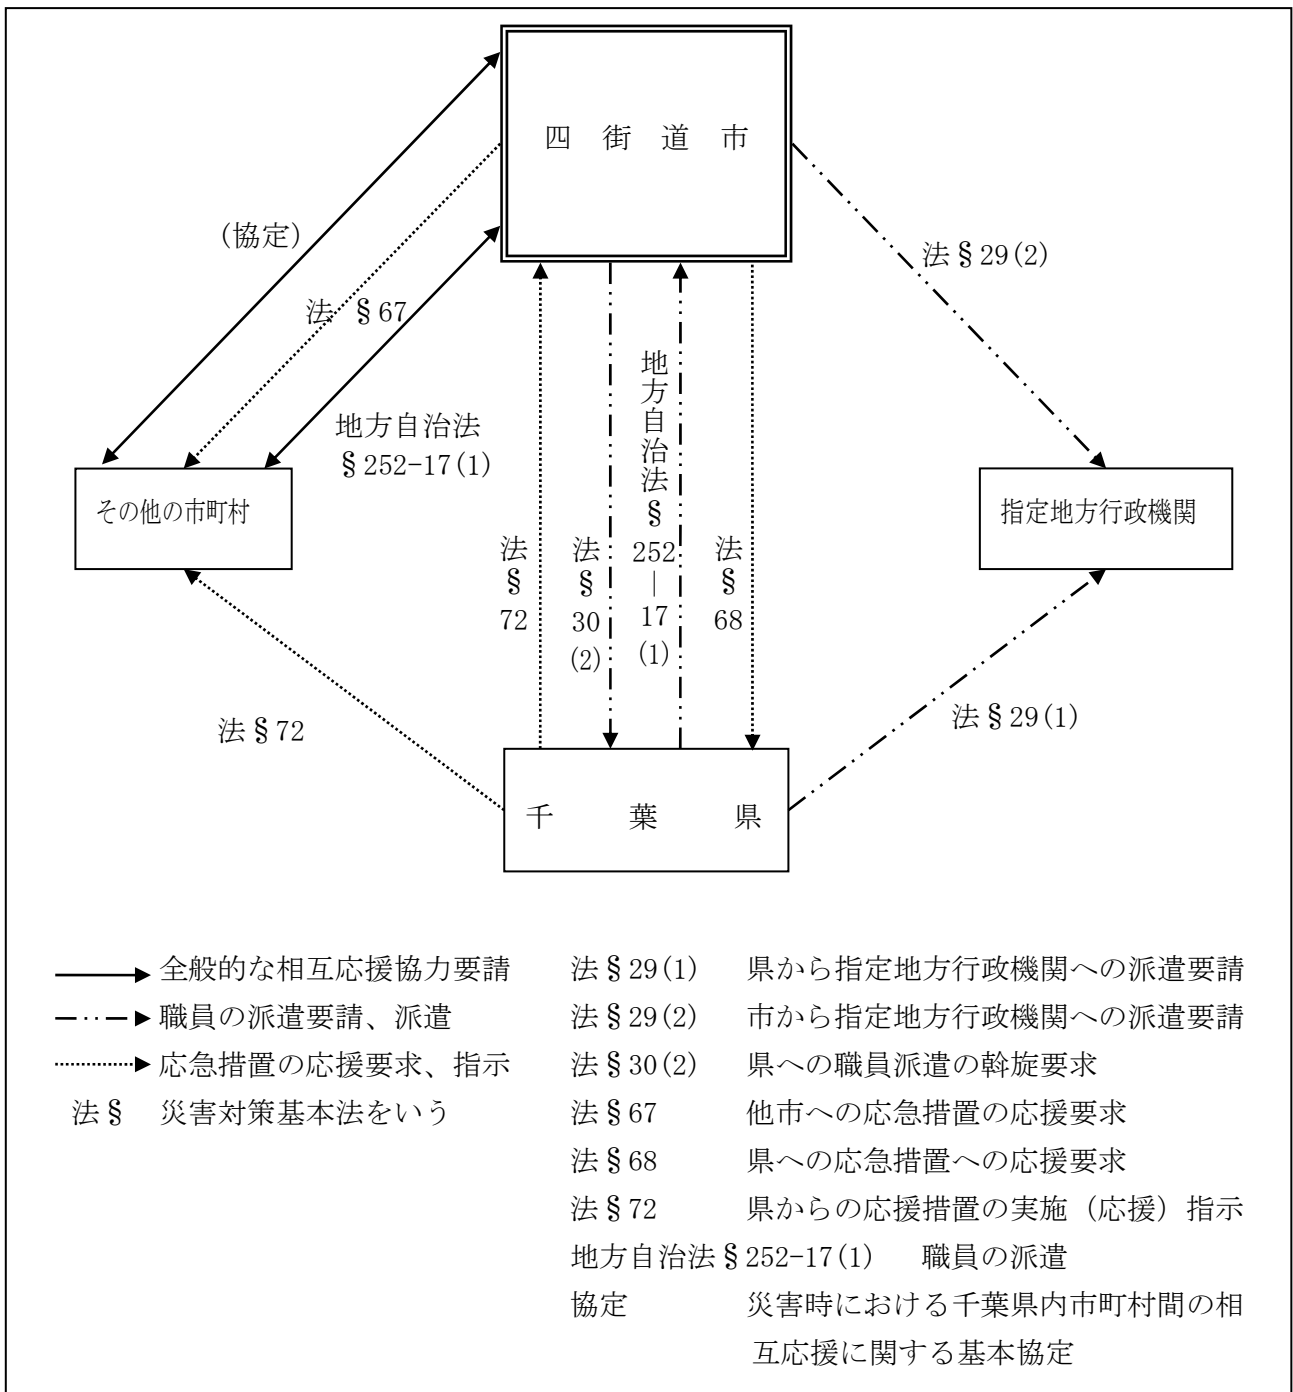 四 街 道 市
(協定)
法§29(2)
法 §67
地方自治法
§252-17(1)
その他の市町村
指定地方行政機関
法§72
法§30(2)
地方自治法§252-17(1)
法§68
法§72
法§29(1)
千 葉 県
全般的な相互応援協力要請
職員の派遣要請、派遣
応急措置の応援要求、指示
法§ 災害対策基本法をいう
法§29(1) 県から指定地方行政機関への派遣要請
法§29(2) 市から指定地方行政機関への派遣要請
法§30(2) 県への職員派遣の斡旋要求
法§67 他市への応急措置の応援要求
法§68 県への応急措置への応援要求
法§72 県からの応援措置の実施（応援）指示
地方自治法§252-17(1) 職員の派遣
協定 災害時における千葉県内市町村間の相
互応援に関する基本協定